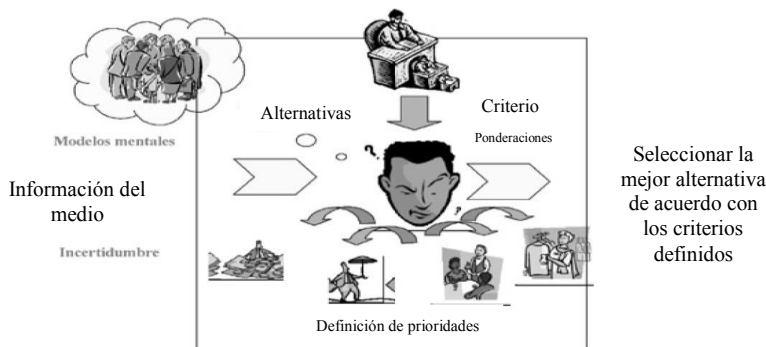 Modelos mentales
Información del
medio
Incertidumbre
Alternativas
Criterio
Ponderaciones
?
?
Definición de prioridades
Seleccionar la
mejor alternativa
de acuerdo con
los criterios
definidos